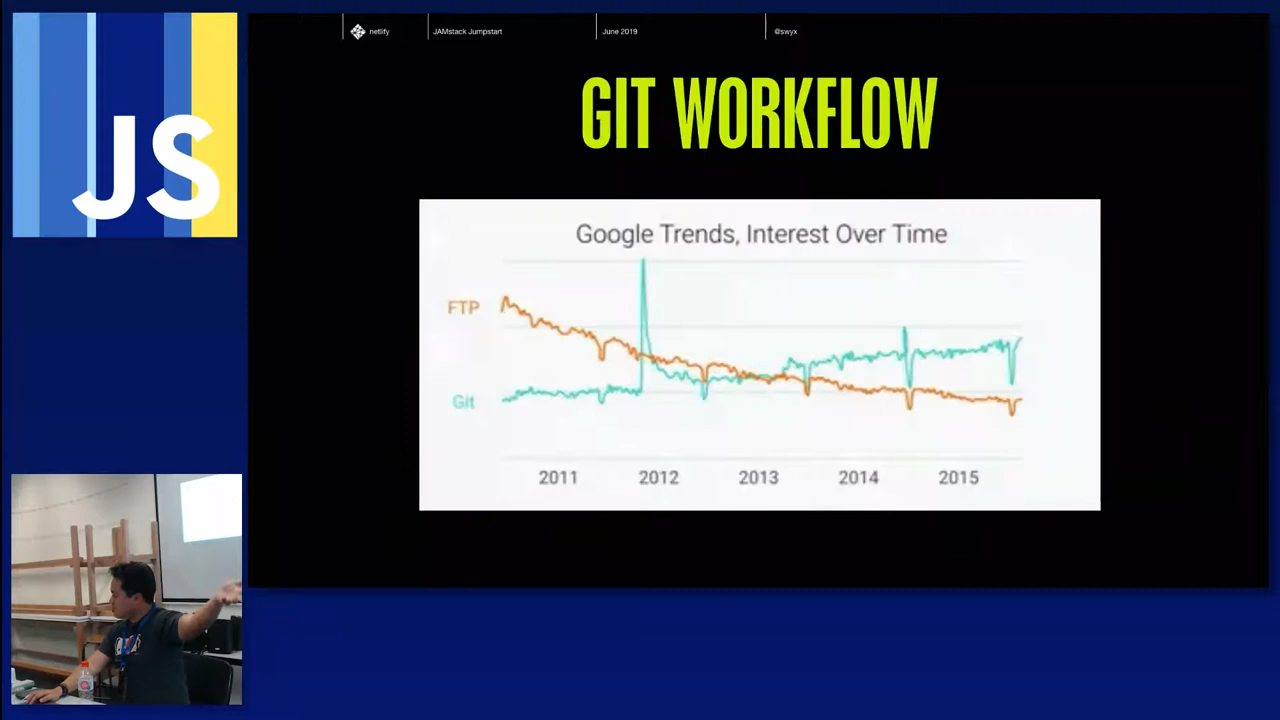 netlify
JAMstack Jumpstart
June 2019
@swyx
JS
GIT WORKFLOW
Google Trends, Interest Over Time
FTP
Git
2011
2012
2013
2014
2015